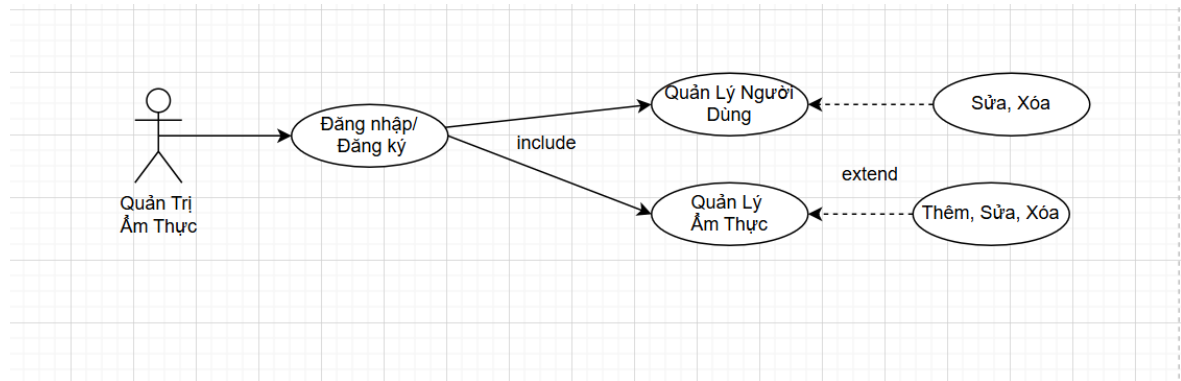 Quản Trị
Ẩm Thực
Đăng nhập/
Đăng ký
include
Quản Lý Người
Dùng
Sửa, Xóa
extend
Quản Lý
Ẩm Thực
Thêm, Sửa, Xóa